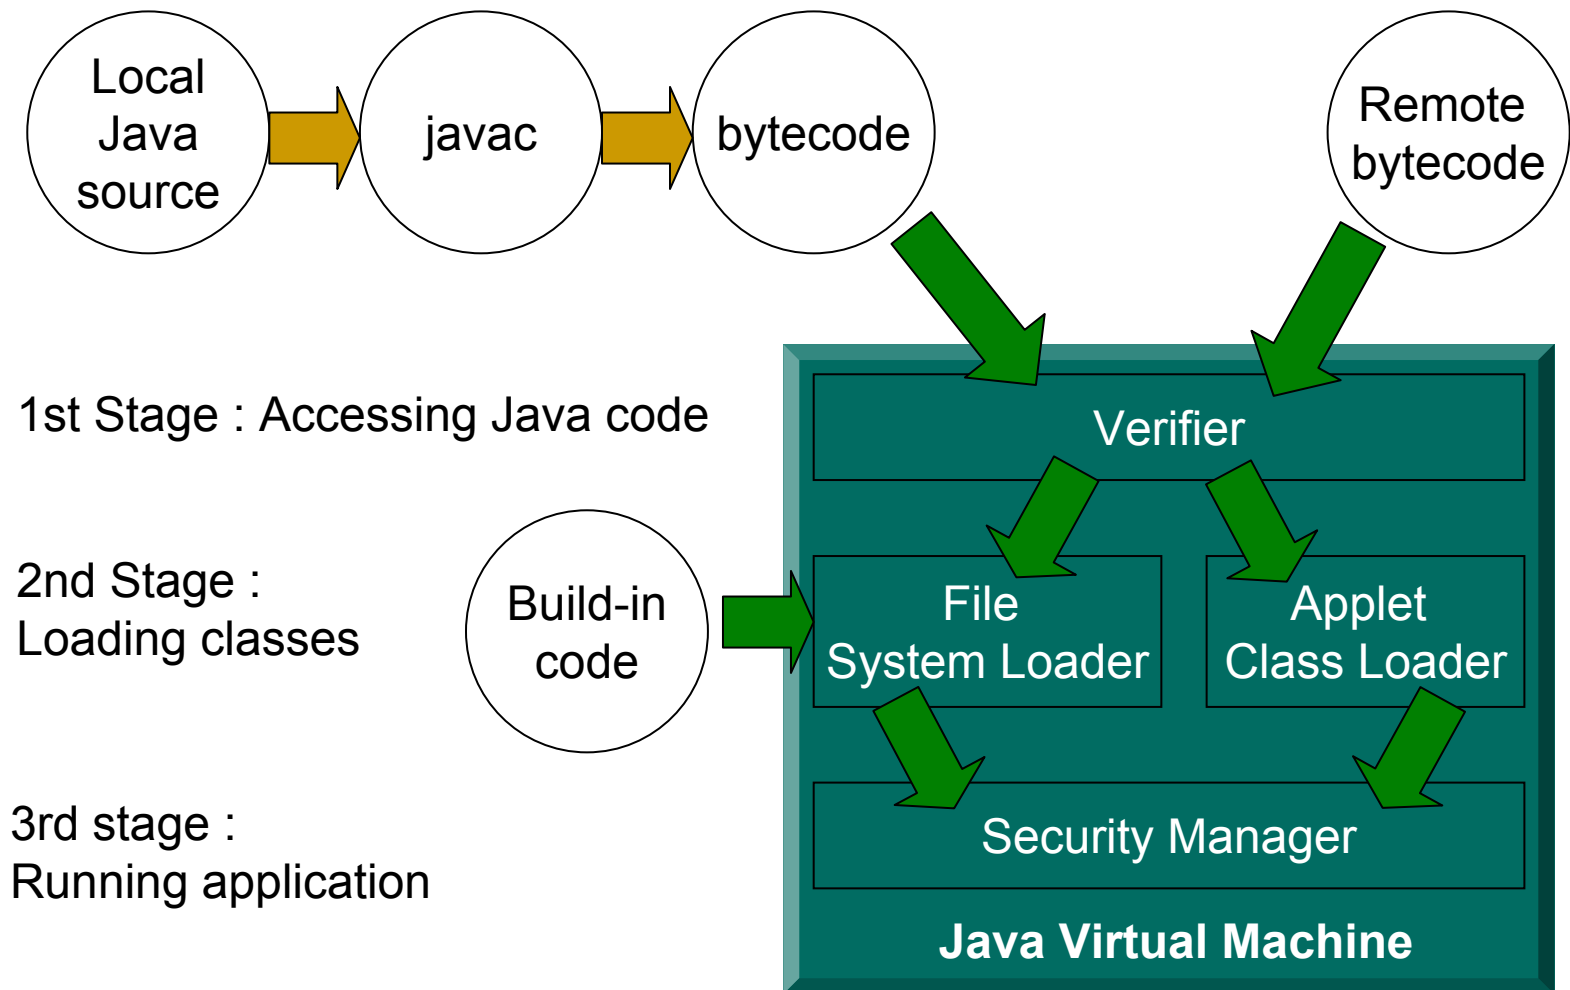 Local
Java
source
javac
bytecode
Remote
bytecode
1st Stage : Accessing Java code
Verifier
2nd Stage :
Loading classes
Build-in
code
File
System Loader
Applet
Class Loader
3rd stage :
Running application
Security Manager
Java Virtual Machine